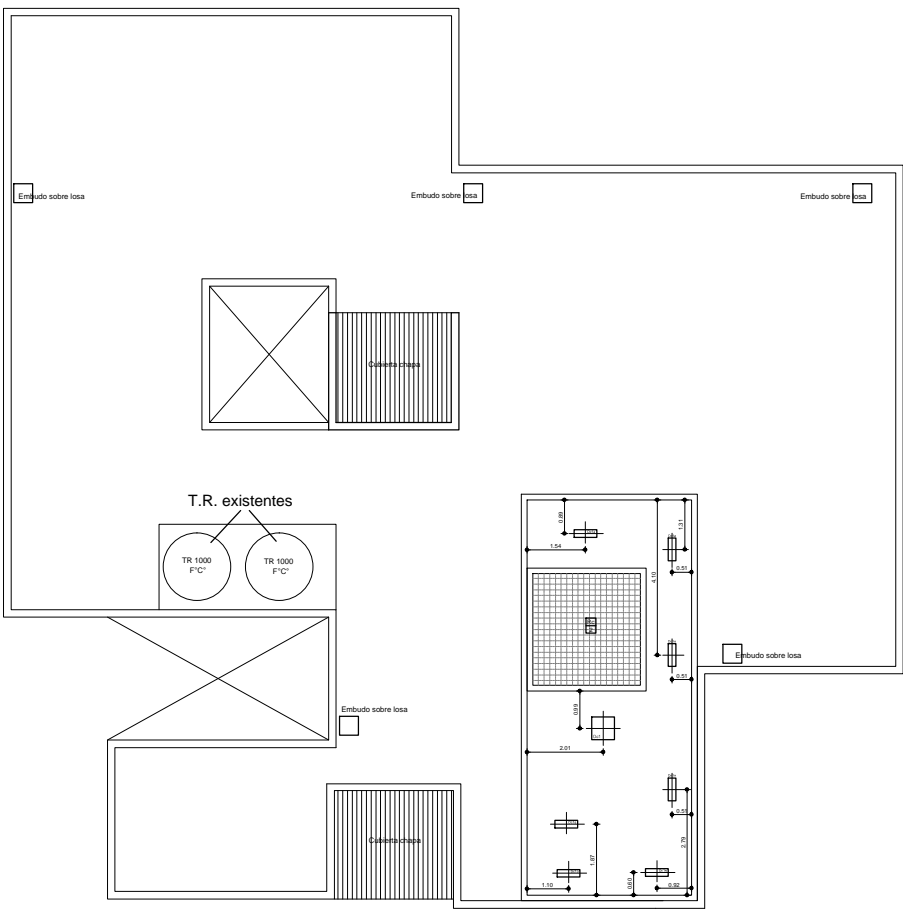 Embudo sobre losa
Embudo sobre losa
Embudo sobre losa
Cubierta chapa
T.R. existentes
TR 1000
F°C°
TR 1000
F°C°
0.89
1.31
1.54
4.10
0.51
0.51
Embudo sobre losa
0.99
Embudo sobre losa
2.01
0.51
2.79
Cubierta chapa
1.87
0.60
1.10
0.92